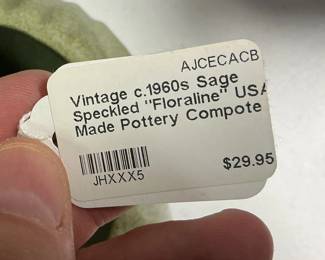 AJCECACB
Vintage c.1960s Sage
Speckled "Floraline" USA
Made Pottery Compote
JHXXX5
$29.95